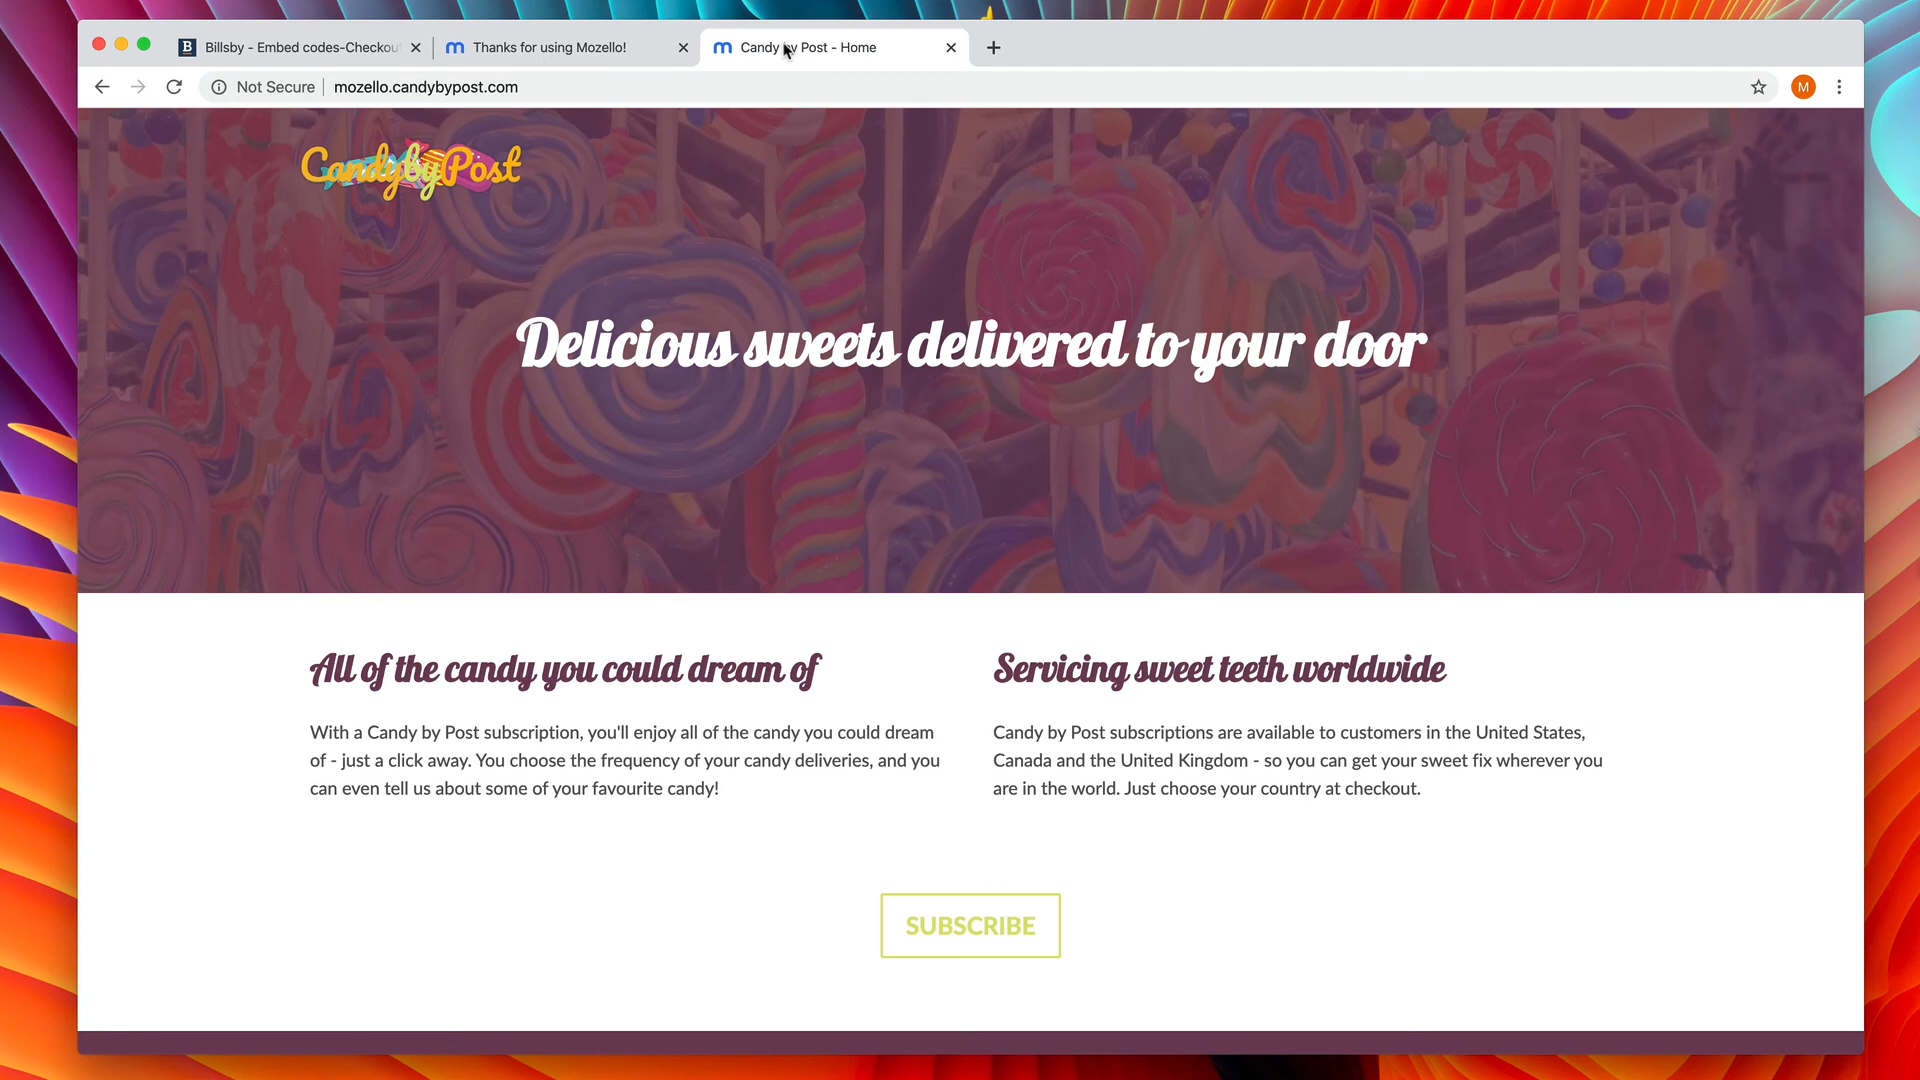 Billsby - Embed codes-Checkou
Thanks for using Mozello!
Candy by Post - Home
Not Secure
mozello.candybypost.com
M
Candy by Post
Delicious sweets delivered to your door
All of the candy you could dream of
With a Candy by Post subscription, you'll enjoy all of the candy you could dream
of - just a click away. You choose the frequency of your candy deliveries, and you
can even tell us about some of your favourite candy!
Servicing sweet teeth worldwide
Candy by Post subscriptions are available to customers in the United States,
Canada and the United Kingdom - so you can get your sweet fix wherever you
are in the world. Just choose your country at checkout.
SUBSCRIBE